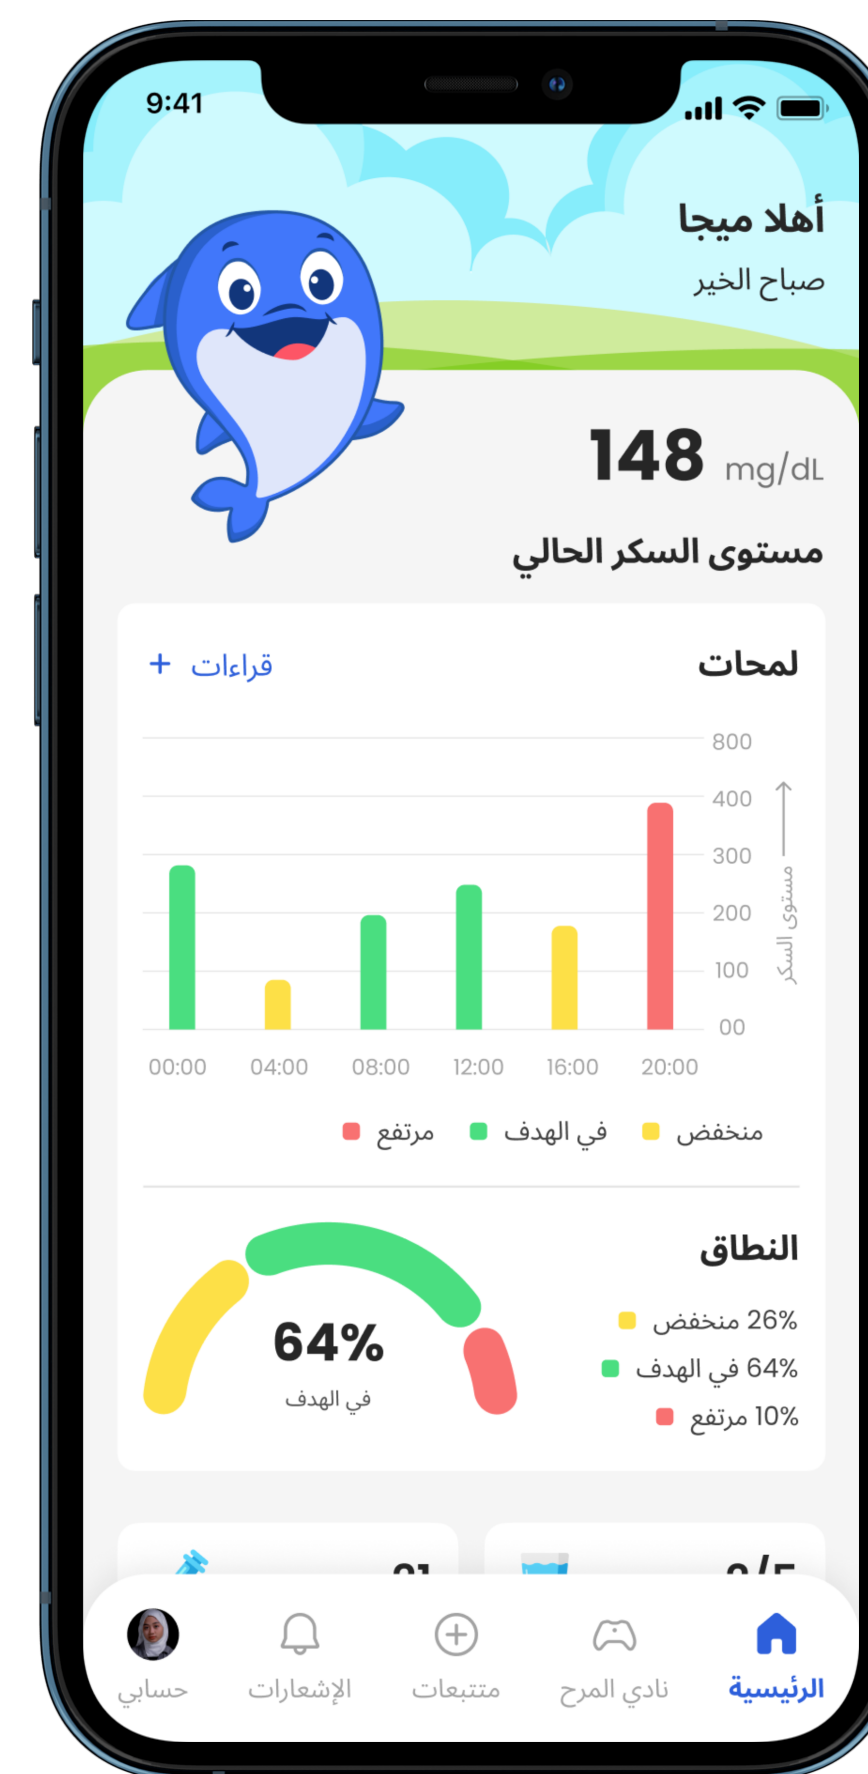 9:41
أهلا ميجا
صباح الخير
148 mg/dL
مستوى السكر الحالي
لمحات
قراءات +
800
400
300
200
100
00
مستوى السكر
00:00 04:00 08:00 12:00 16:00 20:00
منخفض في الهدف مرتفع
النطاق
26% منخفض
64% في الهدف
10% مرتفع
64%
في الهدف
الرئيسية نادي المرح متتبعات الإشعارات حسابي